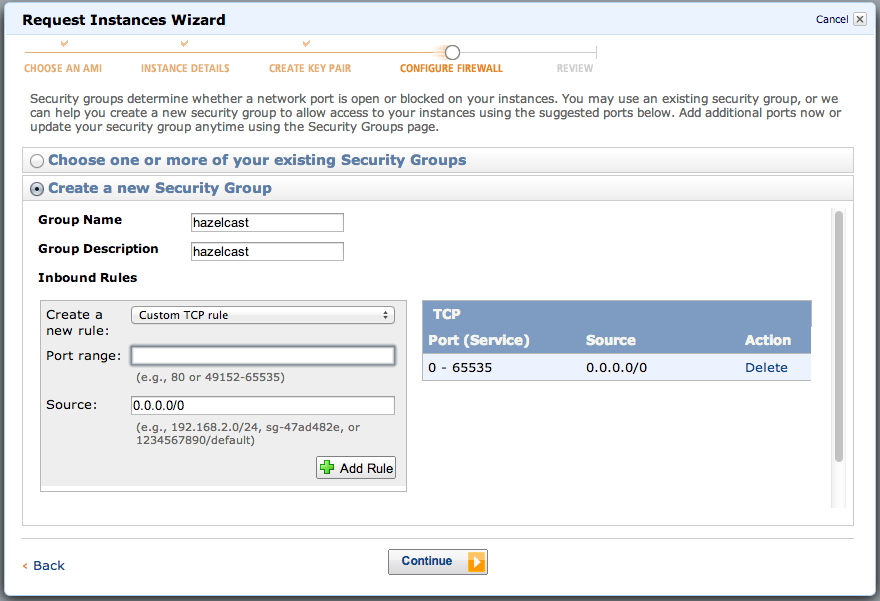 Request Instances Wizard
Cancel
CHOOSE AN AMI
INSTANCE DETAILS
CREATE KEY PAIR
CONFIGURE FIREWALL
REVIEW
Security groups determine whether a network port is open or blocked on your instances. You may use an existing security group, or we
can help you create a new security group to allow access to your instances using the suggested ports below. Add additional ports now or
update your security group anytime using the Security Groups page.
Choose one or more of your existing Security Groups
Create a new Security Group
Group Name
hazelcast
Group Description
hazelcast
Inbound Rules
Create a
new rule:
Custom TCP rule
Port range:
(e.g., 80 or 49152-65535)
Source:
0.0.0.0/0
(e.g., 192.168.2.0/24, sg-47ad482e, or
1234567890/default)
Add Rule
TCP
Port (Service) Source Action
0 - 65535 0.0.0.0/0 Delete
< Back
Continue